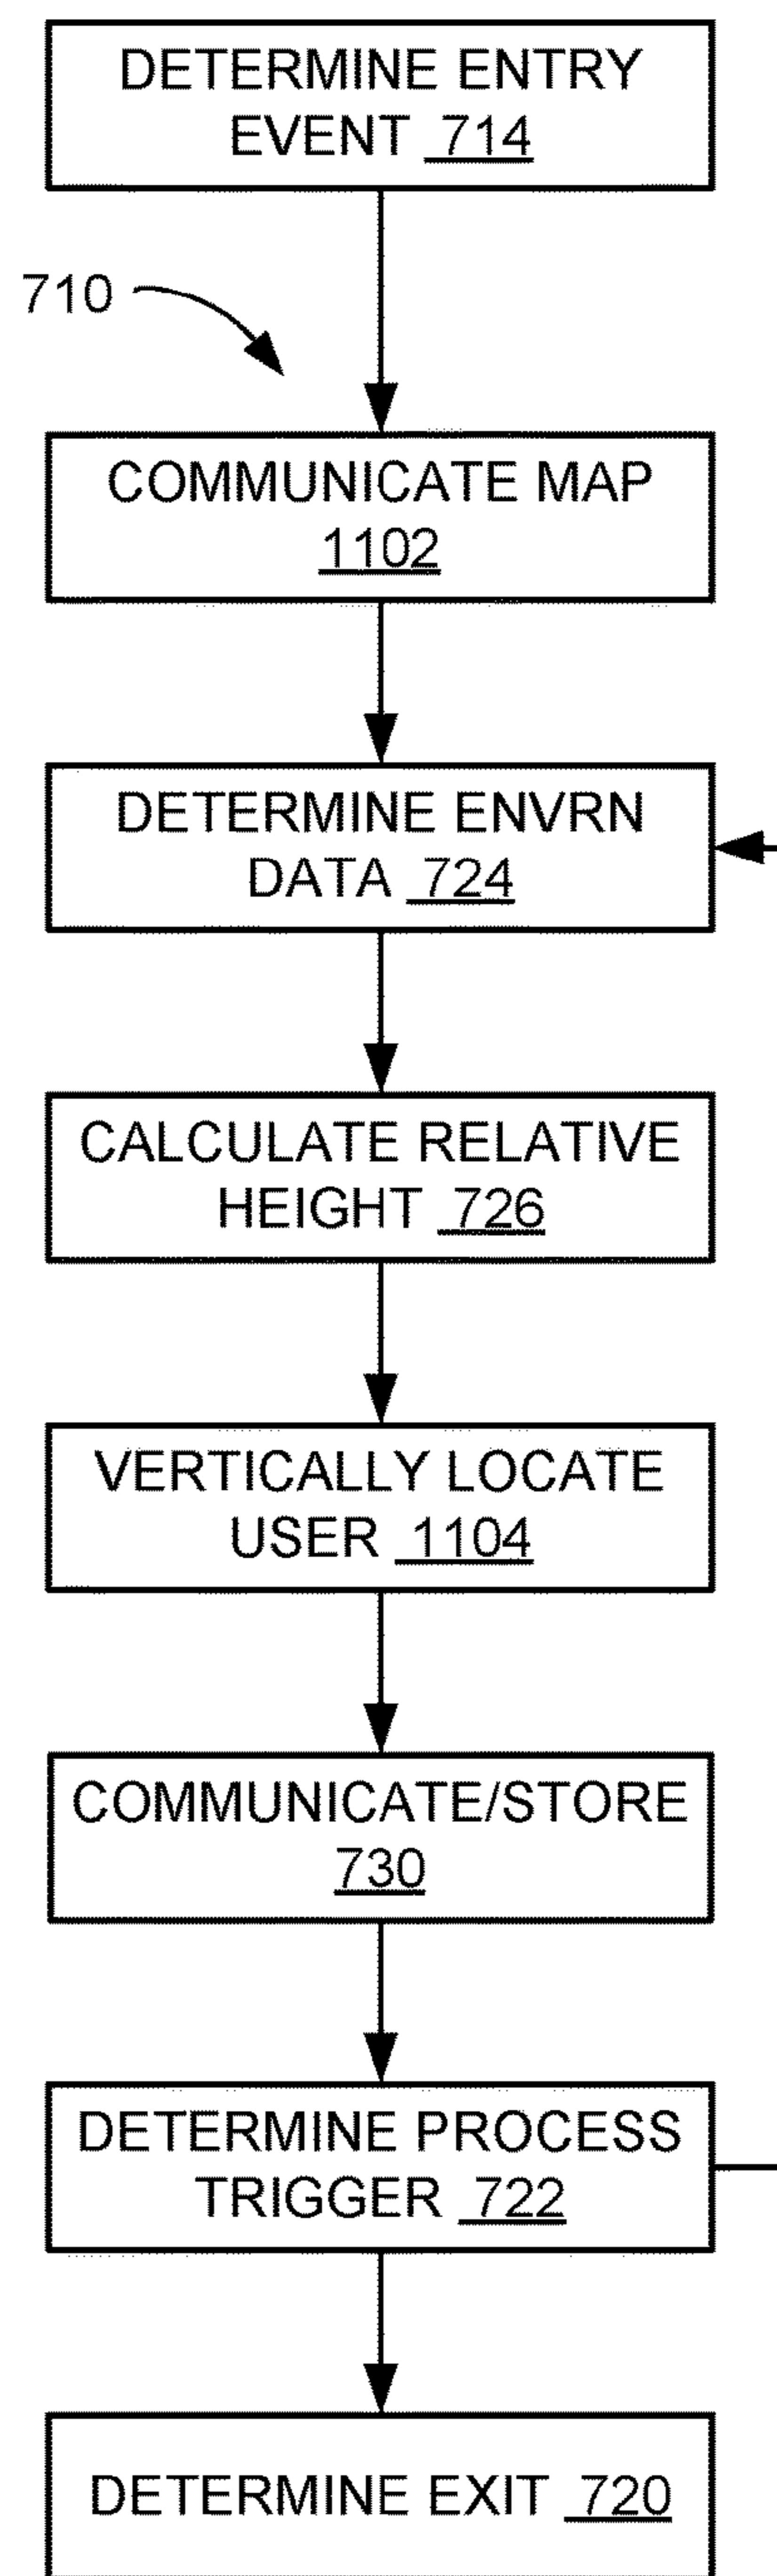 DETERMINE ENTRY
EVENT 714
710
COMMUNICATE MAP
1102
DETERMINE ENVRN
DATA 724
CALCULATE RELATIVE
HEIGHT 726
VERTICALLY LOCATE
USER 1104
COMMUNICATE/STORE
730
DETERMINE PROCESS
TRIGGER 722
DETERMINE EXIT 720